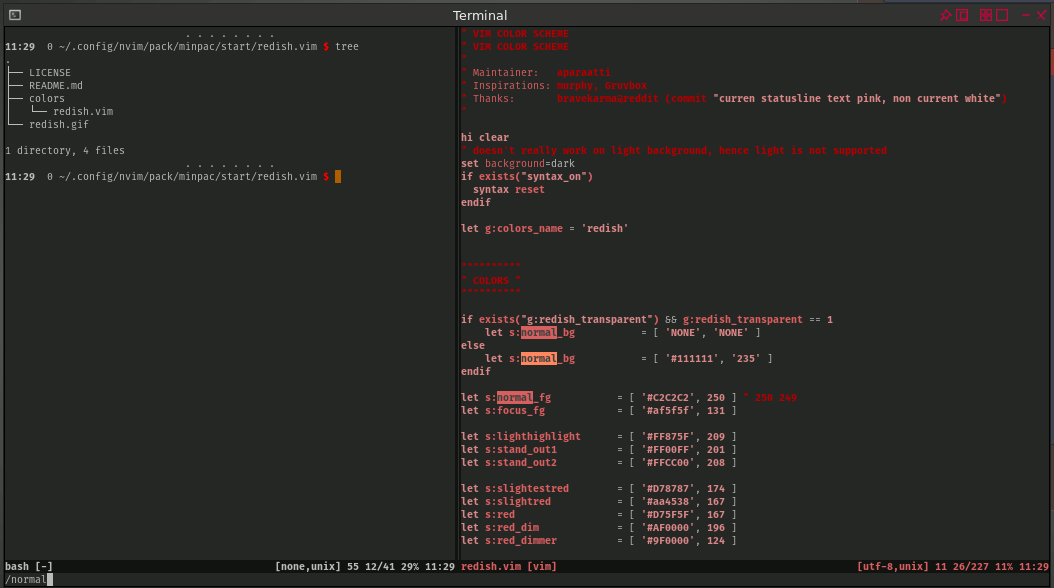 Terminal
. . . . . . . .
11:29  0 ~/.config/nvim/pack/minpac/start/redish.vim $ tree
.
├── LICENSE
├── README.md
├── colors
│   └── redish.vim
└── redish.gif
1 directory, 4 files
. . . . . . . .
11:29  0 ~/.config/nvim/pack/minpac/start/redish.vim $
bash [-]                    [none,unix] 55 12/41 29% 11:29
" VIM COLOR SCHEME
" VIM COLOR SCHEME
"
" Maintainer:   aparaatti
" Inspirations: murphy, Gruvbox
" Thanks:       bravekarma@reddit (commit "curren statusline text pink, non current white")
"
hi clear
" doesn't really work on light background, hence light is not supported
set background=dark
if exists("syntax_on")
  syntax reset
endif
let g:colors_name = 'redish'
""""""""""
" COLORS "
""""""""""
if exists("g:redish_transparent") && g:redish_transparent == 1
    let s:normal_bg           = [ 'NONE', 'NONE' ]
else
    let s:normal_bg           = [ '#111111', '235' ]
endif
let s:normal_fg           = [ '#C2C2C2', 250 ] " 250 249
let s:focus_fg            = [ '#af5f5f', 131 ]
let s:lighthighlight      = [ '#FF875F', 209 ]
let s:stand_out1          = [ '#FF00FF', 201 ]
let s:stand_out2          = [ '#FFCC00', 208 ]
let s:slightestred        = [ '#D78787', 174 ]
let s:slightred           = [ '#aa4538', 167 ]
let s:red                 = [ '#D75F5F', 167 ]
let s:red_dim             = [ '#AF0000', 196 ]
let s:red_dimmer          = [ '#9F0000', 124 ]
redish.vim [vim]                    [utf-8,unix] 11 26/227 11% 11:29
/normal